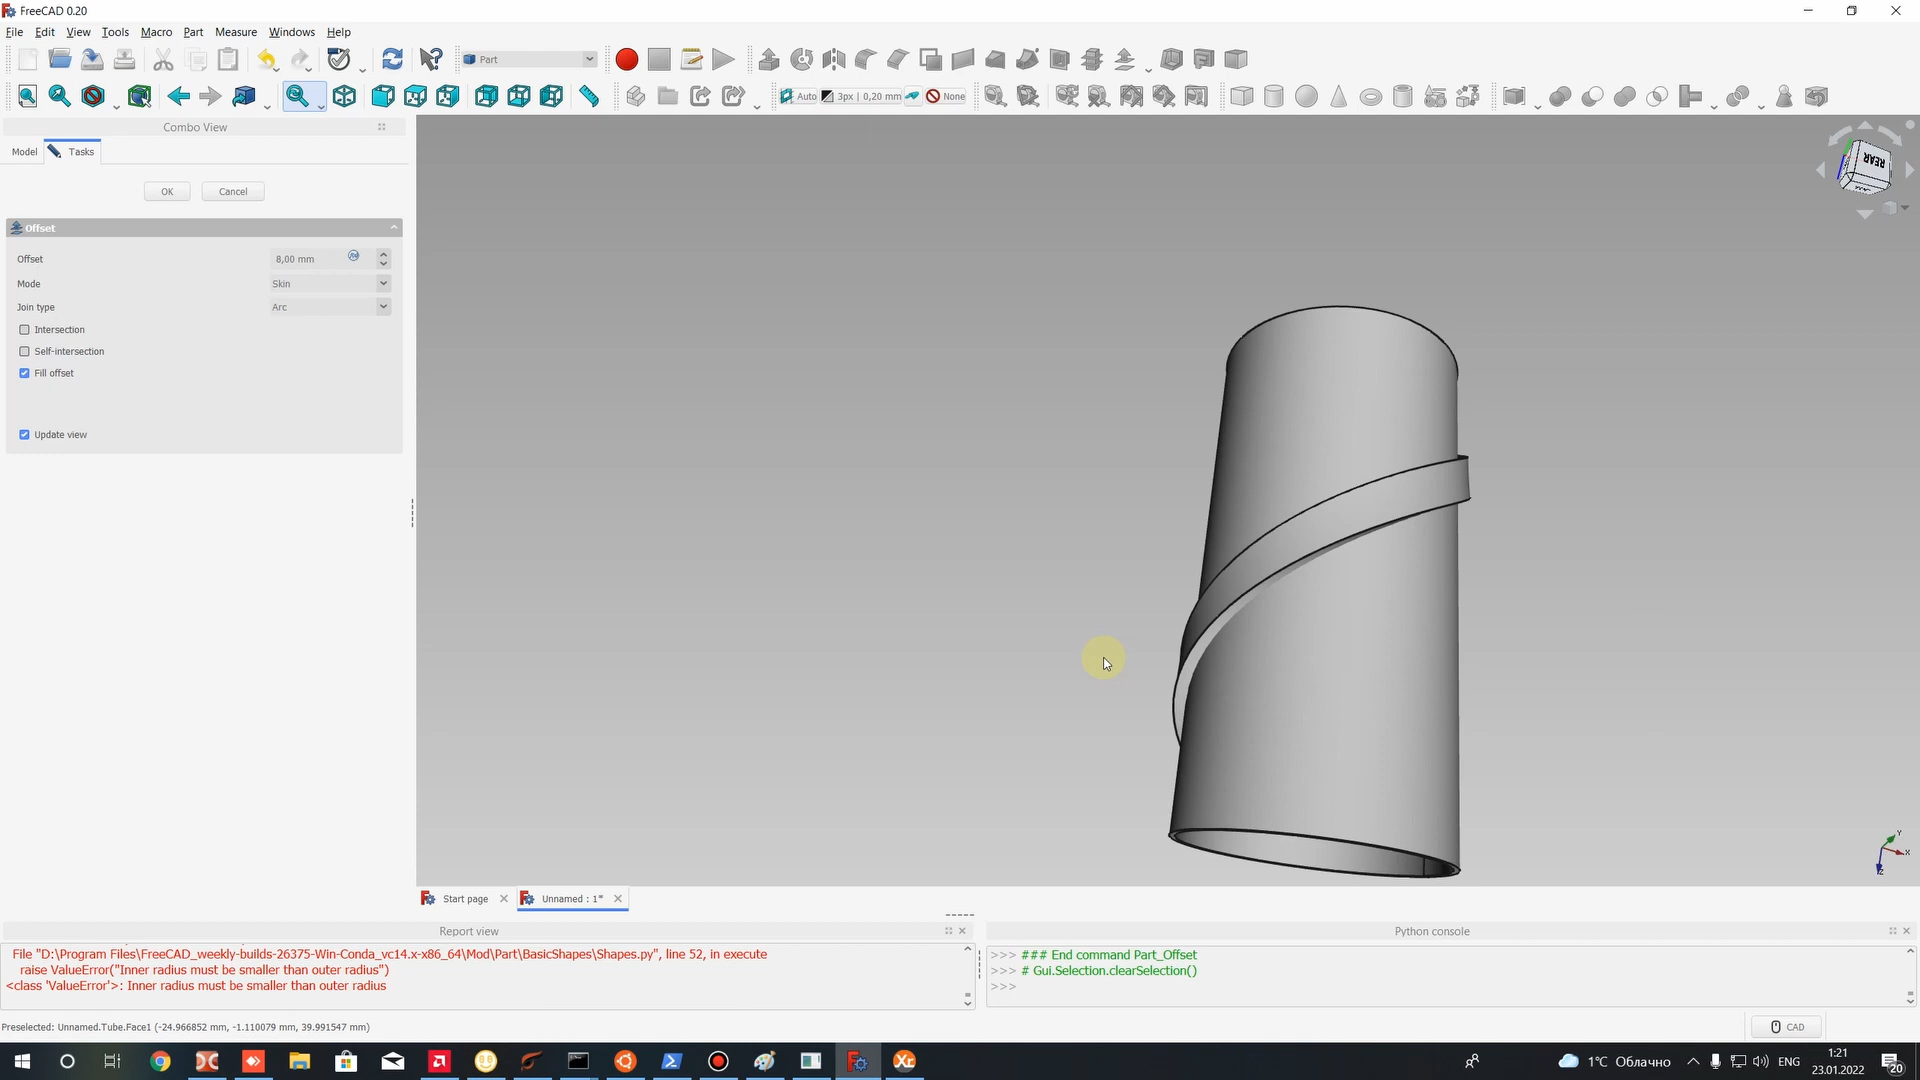 FreeCAD 0.20
File Edit View Tools Macro Part Measure Windows Help
Part
Auto 3px | 0,20 mm None
Combo View
Model Tasks
OK Cancel
Offset
Offset 8,00 mm
Mode Skin
Join type Arc
Intersection
Self-intersection
Fill offset
Update view
REAR
Y
X
Z
Start page Unnamed : 1*
Report view
File "D:\Program Files\FreeCAD_weekly-builds-26375-Win-Conda_vc14.x-x86_64\Mod\Part\BasicShapes\Shapes.py", line 52, in execute
raise ValueError("Inner radius must be smaller than outer radius")
<class 'ValueError'>: Inner radius must be smaller than outer radius
Python console
>>> ### End command Part_Offset
>>> # Gui.Selection.clearSelection()
>>>
Preselected: Unnamed.Tube.Face1 (-24.966852 mm, -1.110079 mm, 39.991547 mm)
CAD
1°C Облачно
ENG
1:21
23.01.2022
20